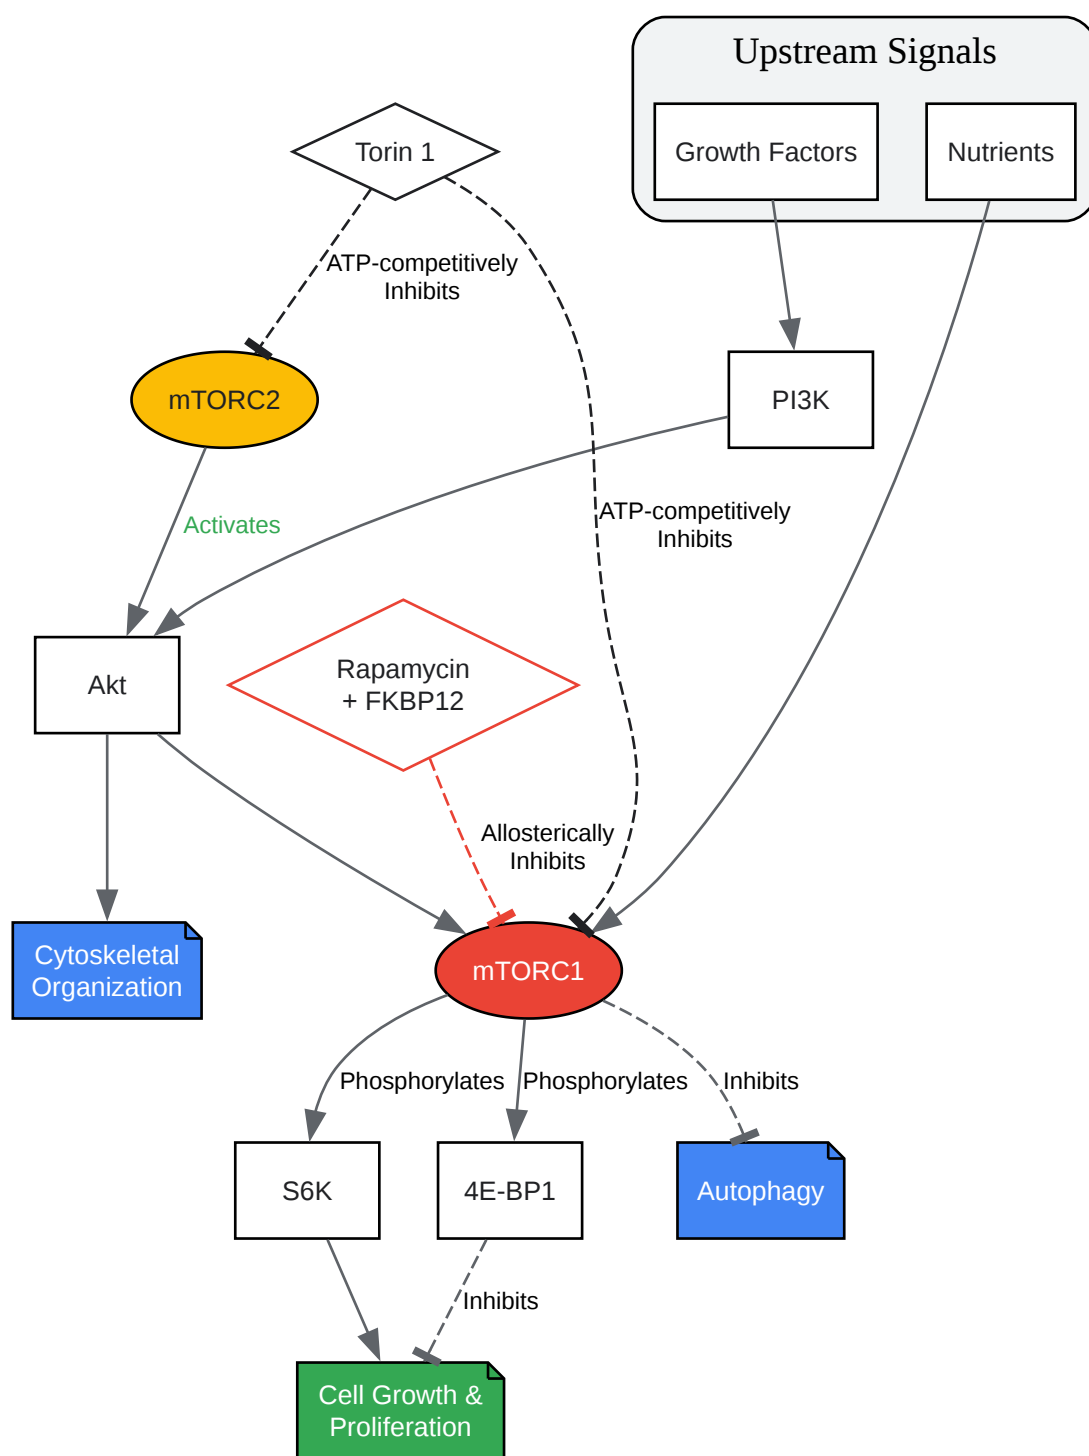 Upstream Signals
Torin 1
Growth Factors
Nutrients
ATP-competitively
Inhibits
mTORC2
PI3K
Activates
ATP-competitively
Inhibits
Akt
Rapamycin
+ FKBP12
Allosterically
Inhibits
Cytoskeletal
Organization
mTORC1
Phosphorylates
Phosphorylates
Inhibits
S6K
4E-BP1
Autophagy
Inhibits
Cell Growth &
Proliferation